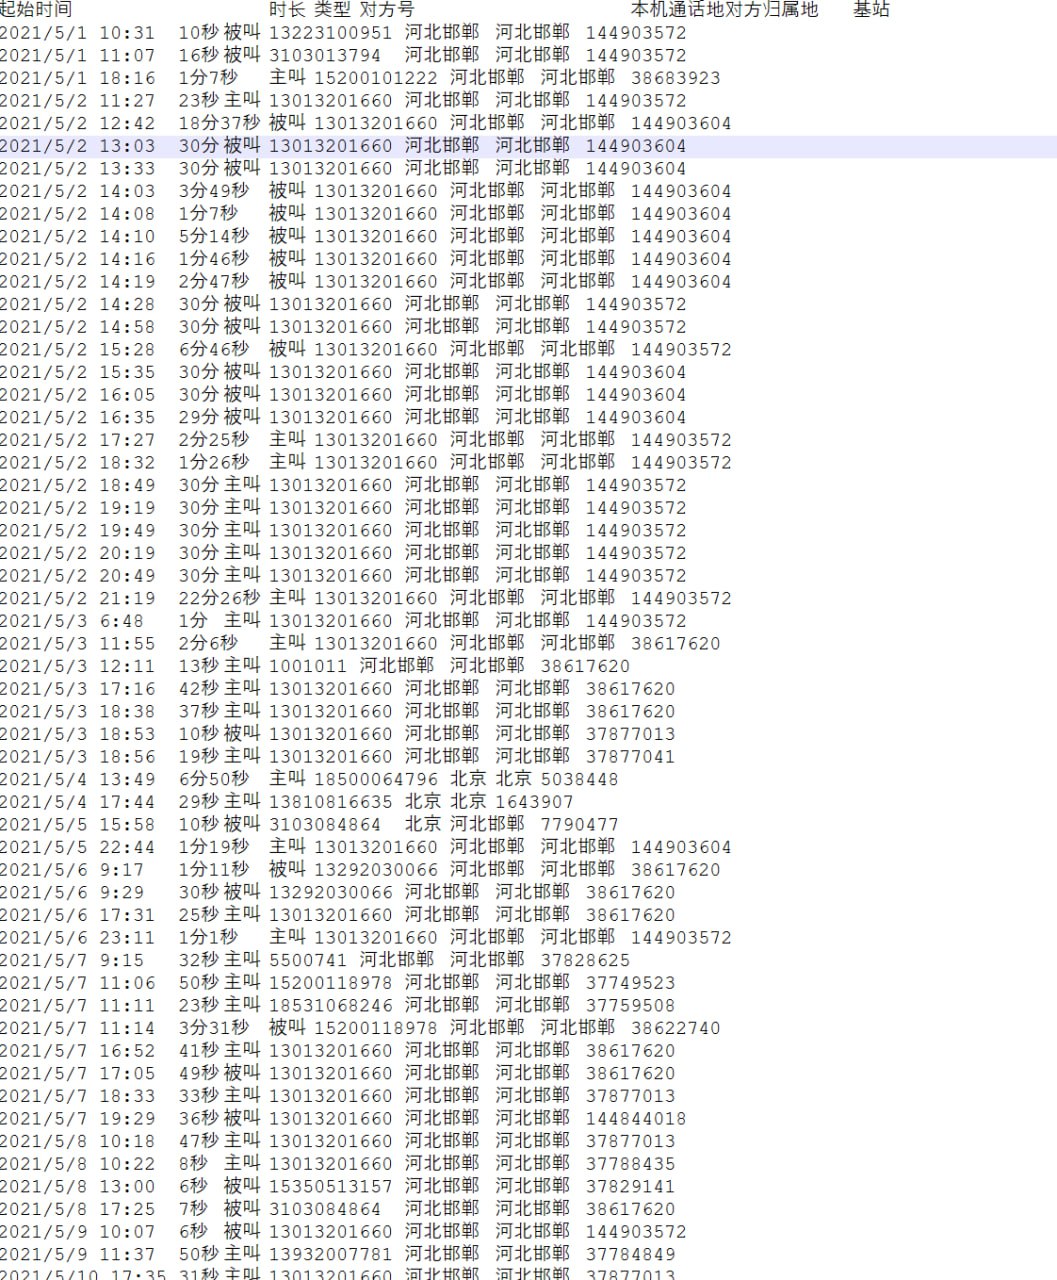 起始时间 时长 类型 对方号 本机通话地对方归属地 基站
2021/5/1 10:31 10秒 被叫 13223100951 河北邯郸 河北邯郸 144903572
2021/5/1 11:07 16秒 被叫 3103013794 河北邯郸 河北邯郸 144903572
2021/5/1 18:16 1分7秒 主叫 15200101222 河北邯郸 河北邯郸 38683923
2021/5/2 11:27 23秒 主叫 13013201660 河北邯郸 河北邯郸 144903572
2021/5/2 12:42 18分37秒 被叫 13013201660 河北邯郸 河北邯郸 144903604
2021/5/2 13:03 30分 被叫 13013201660 河北邯郸 河北邯郸 144903604
2021/5/2 13:33 30分 被叫 13013201660 河北邯郸 河北邯郸 144903604
2021/5/2 14:03 3分49秒 被叫 13013201660 河北邯郸 河北邯郸 144903604
2021/5/2 14:08 1分7秒 被叫 13013201660 河北邯郸 河北邯郸 144903604
2021/5/2 14:10 5分14秒 被叫 13013201660 河北邯郸 河北邯郸 144903604
2021/5/2 14:16 1分46秒 被叫 13013201660 河北邯郸 河北邯郸 144903604
2021/5/2 14:19 2分47秒 被叫 13013201660 河北邯郸 河北邯郸 144903604
2021/5/2 14:28 30分 被叫 13013201660 河北邯郸 河北邯郸 144903572
2021/5/2 14:58 30分 被叫 13013201660 河北邯郸 河北邯郸 144903572
2021/5/2 15:28 6分46秒 被叫 13013201660 河北邯郸 河北邯郸 144903572
2021/5/2 15:35 30分 被叫 13013201660 河北邯郸 河北邯郸 144903604
2021/5/2 16:05 30分 被叫 13013201660 河北邯郸 河北邯郸 144903604
2021/5/2 16:35 29分 被叫 13013201660 河北邯郸 河北邯郸 144903604
2021/5/2 17:27 2分25秒 主叫 13013201660 河北邯郸 河北邯郸 144903572
2021/5/2 18:32 1分26秒 主叫 13013201660 河北邯郸 河北邯郸 144903572
2021/5/2 18:49 30分 主叫 13013201660 河北邯郸 河北邯郸 144903572
2021/5/2 19:19 30分 主叫 13013201660 河北邯郸 河北邯郸 144903572
2021/5/2 19:49 30分 主叫 13013201660 河北邯郸 河北邯郸 144903572
2021/5/2 20:19 30分 主叫 13013201660 河北邯郸 河北邯郸 144903572
2021/5/2 20:49 30分 主叫 13013201660 河北邯郸 河北邯郸 144903572
2021/5/2 21:19 22分26秒 主叫 13013201660 河北邯郸 河北邯郸 144903572
2021/5/3 6:48 1分 主叫 13013201660 河北邯郸 河北邯郸 144903572
2021/5/3 11:55 2分6秒 主叫 13013201660 河北邯郸 河北邯郸 38617620
2021/5/3 12:11 13秒 主叫 1001011 河北邯郸 河北邯郸 38617620
2021/5/3 17:16 42秒 主叫 13013201660 河北邯郸 河北邯郸 38617620
2021/5/3 18:38 37秒 主叫 13013201660 河北邯郸 河北邯郸 38617620
2021/5/3 18:53 10秒 被叫 13013201660 河北邯郸 河北邯郸 37877013
2021/5/3 18:56 19秒 主叫 13013201660 河北邯郸 河北邯郸 37877041
2021/5/4 13:49 6分50秒 主叫 18500064796 北京 北京 5038448
2021/5/4 17:44 29秒 主叫 13810816635 北京 北京 1643907
2021/5/5 15:58 10秒 被叫 3103084864 北京 河北邯郸 7790477
2021/5/5 22:44 1分19秒 主叫 13013201660 河北邯郸 河北邯郸 144903604
2021/5/6 9:17 1分11秒 被叫 13292030066 河北邯郸 河北邯郸 38617620
2021/5/6 9:29 30秒 被叫 13292030066 河北邯郸 河北邯郸 38617620
2021/5/6 17:31 25秒 主叫 13013201660 河北邯郸 河北邯郸 38617620
2021/5/6 23:11 1分1秒 主叫 13013201660 河北邯郸 河北邯郸 144903572
2021/5/7 9:15 32秒 主叫 5500741 河北邯郸 河北邯郸 37828625
2021/5/7 11:06 50秒 主叫 15200118978 河北邯郸 河北邯郸 37749523
2021/5/7 11:11 23秒 主叫 18531068246 河北邯郸 河北邯郸 37759508
2021/5/7 11:14 3分31秒 被叫 15200118978 河北邯郸 河北邯郸 38622740
2021/5/7 16:52 41秒 主叫 13013201660 河北邯郸 河北邯郸 38617620
2021/5/7 17:05 49秒 被叫 13013201660 河北邯郸 河北邯郸 38617620
2021/5/7 18:33 33秒 主叫 13013201660 河北邯郸 河北邯郸 37877013
2021/5/7 19:29 36秒 被叫 13013201660 河北邯郸 河北邯郸 144844018
2021/5/8 10:18 47秒 主叫 13013201660 河北邯郸 河北邯郸 37877013
2021/5/8 10:22 8秒 主叫 13013201660 河北邯郸 河北邯郸 37788435
2021/5/8 13:00 6秒 被叫 15350513157 河北邯郸 河北邯郸 37829141
2021/5/8 17:25 7秒 被叫 3103084864 河北邯郸 河北邯郸 38617620
2021/5/9 10:07 6秒 被叫 13013201660 河北邯郸 河北邯郸 144903572
2021/5/9 11:37 50秒 主叫 13932007781 河北邯郸 河北邯郸 37784849
2021/5/10 17:35 31秒 主叫 13013201660 河北邯郸 河北邯郸 37877013